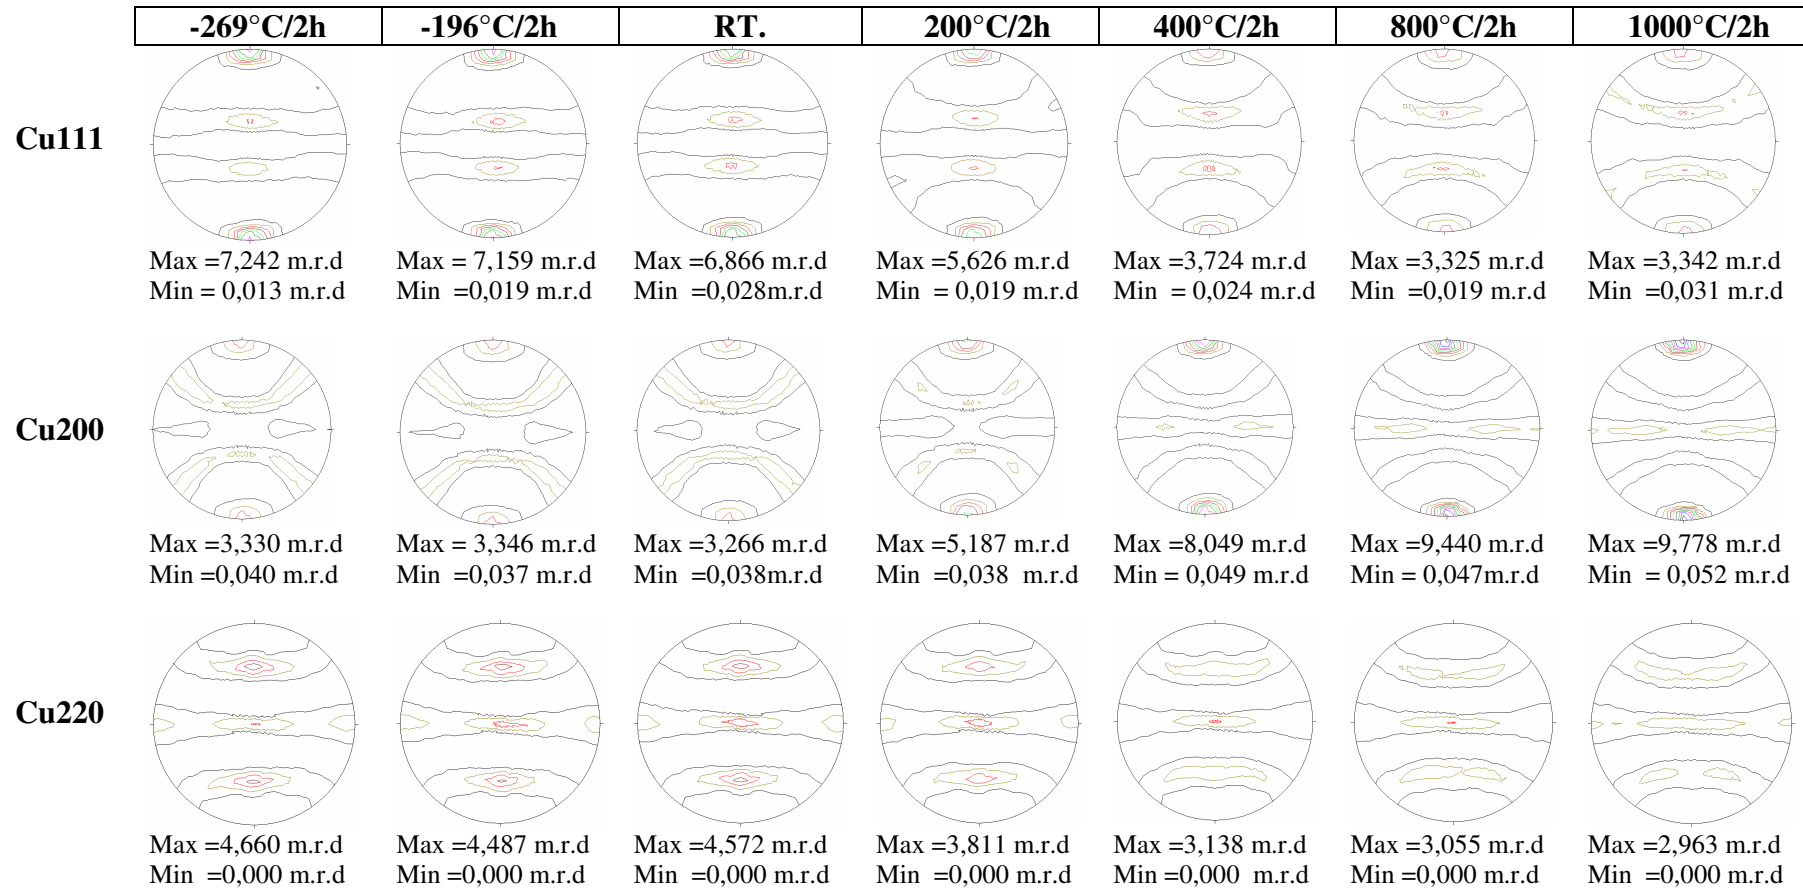 -269°C/2h -196°C/2h RT. 200°C/2h 400°C/2h 800°C/2h 1000°C/2h
Cu111
Max =7,242 m.r.d Max = 7,159 m.r.d Max =6,866 m.r.d Max =5,626 m.r.d Max =3,724 m.r.d Max =3,325 m.r.d Max =3,342 m.r.d
Min = 0,013 m.r.d Min =0,019 m.r.d Min =0,028m.r.d Min = 0,019 m.r.d Min = 0,024 m.r.d Min =0,019 m.r.d Min =0,031 m.r.d
Cu200
Max =3,330 m.r.d Max = 3,346 m.r.d Max =3,266 m.r.d Max =5,187 m.r.d Max =8,049 m.r.d Max =9,440 m.r.d Max =9,778 m.r.d
Min =0,040 m.r.d Min =0,037 m.r.d Min =0,038m.r.d Min =0,038 m.r.d Min = 0,049 m.r.d Min = 0,047m.r.d Min = 0,052 m.r.d
Cu220
Max =4,660 m.r.d Max =4,487 m.r.d Max =4,572 m.r.d Max =3,811 m.r.d Max =3,138 m.r.d Max =3,055 m.r.d Max =2,963 m.r.d
Min =0,000 m.r.d Min =0,000 m.r.d Min =0,000 m.r.d Min =0,000 m.r.d Min =0,000 m.r.d Min =0,000 m.r.d Min =0,000 m.r.d